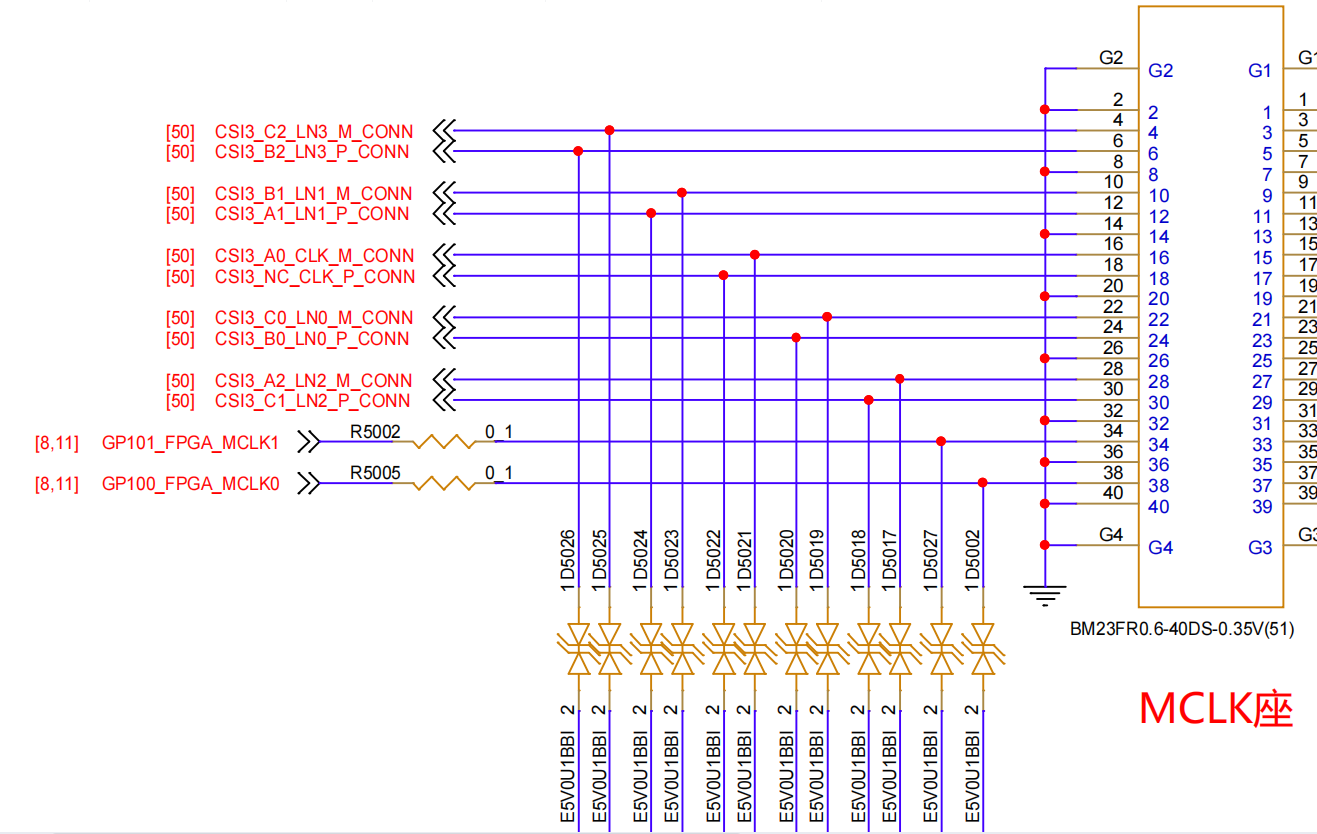 G2 G2 G1 G1
2 2 1 1
[50] CSI3_C2_LN3_M_CONN 4 4 3 3
[50] CSI3_B2_LN3_P_CONN 6 6 5 5
8 8 7 7
[50] CSI3_B1_LN1_M_CONN 10 10 9 9
[50] CSI3_A1_LN1_P_CONN 12 12 11 11
14 14 13 13
[50] CSI3_A0_CLK_M_CONN 16 16 15 15
[50] CSI3_NC_CLK_P_CONN 18 18 17 17
20 20 19 19
[50] CSI3_C0_LN0_M_CONN 22 22 21 21
[50] CSI3_B0_LN0_P_CONN 24 24 23 23
26 26 25 25
[50] CSI3_A2_LN2_M_CONN 28 28 27 27
[50] CSI3_C1_LN2_P_CONN 30 30 29 29
32 32 31 31
[8,11] GP101_FPGA_MCLK1 R5002 0_1 34 34 33 33
36 36 35 35
[8,11] GP100_FPGA_MCLK0 R5005 0_1 38 38 37 37
40 40 39 39
G4 G4 G3 G3
1 D5026
1 D5025
1 D5024
1 D5023
1 D5022
1 D5021
1 D5020
1 D5019
1 D5018
1 D5017
1 D5027
1 D5002
BM23FR0.6-40DS-0.35V(51)
MCLK座
E5V0U1BBI 2
E5V0U1BBI 2
E5V0U1BBI 2
E5V0U1BBI 2
E5V0U1BBI 2
E5V0U1BBI 2
E5V0U1BBI 2
E5V0U1BBI 2
E5V0U1BBI 2
E5V0U1BBI 2
E5V0U1BBI 2
E5V0U1BBI 2